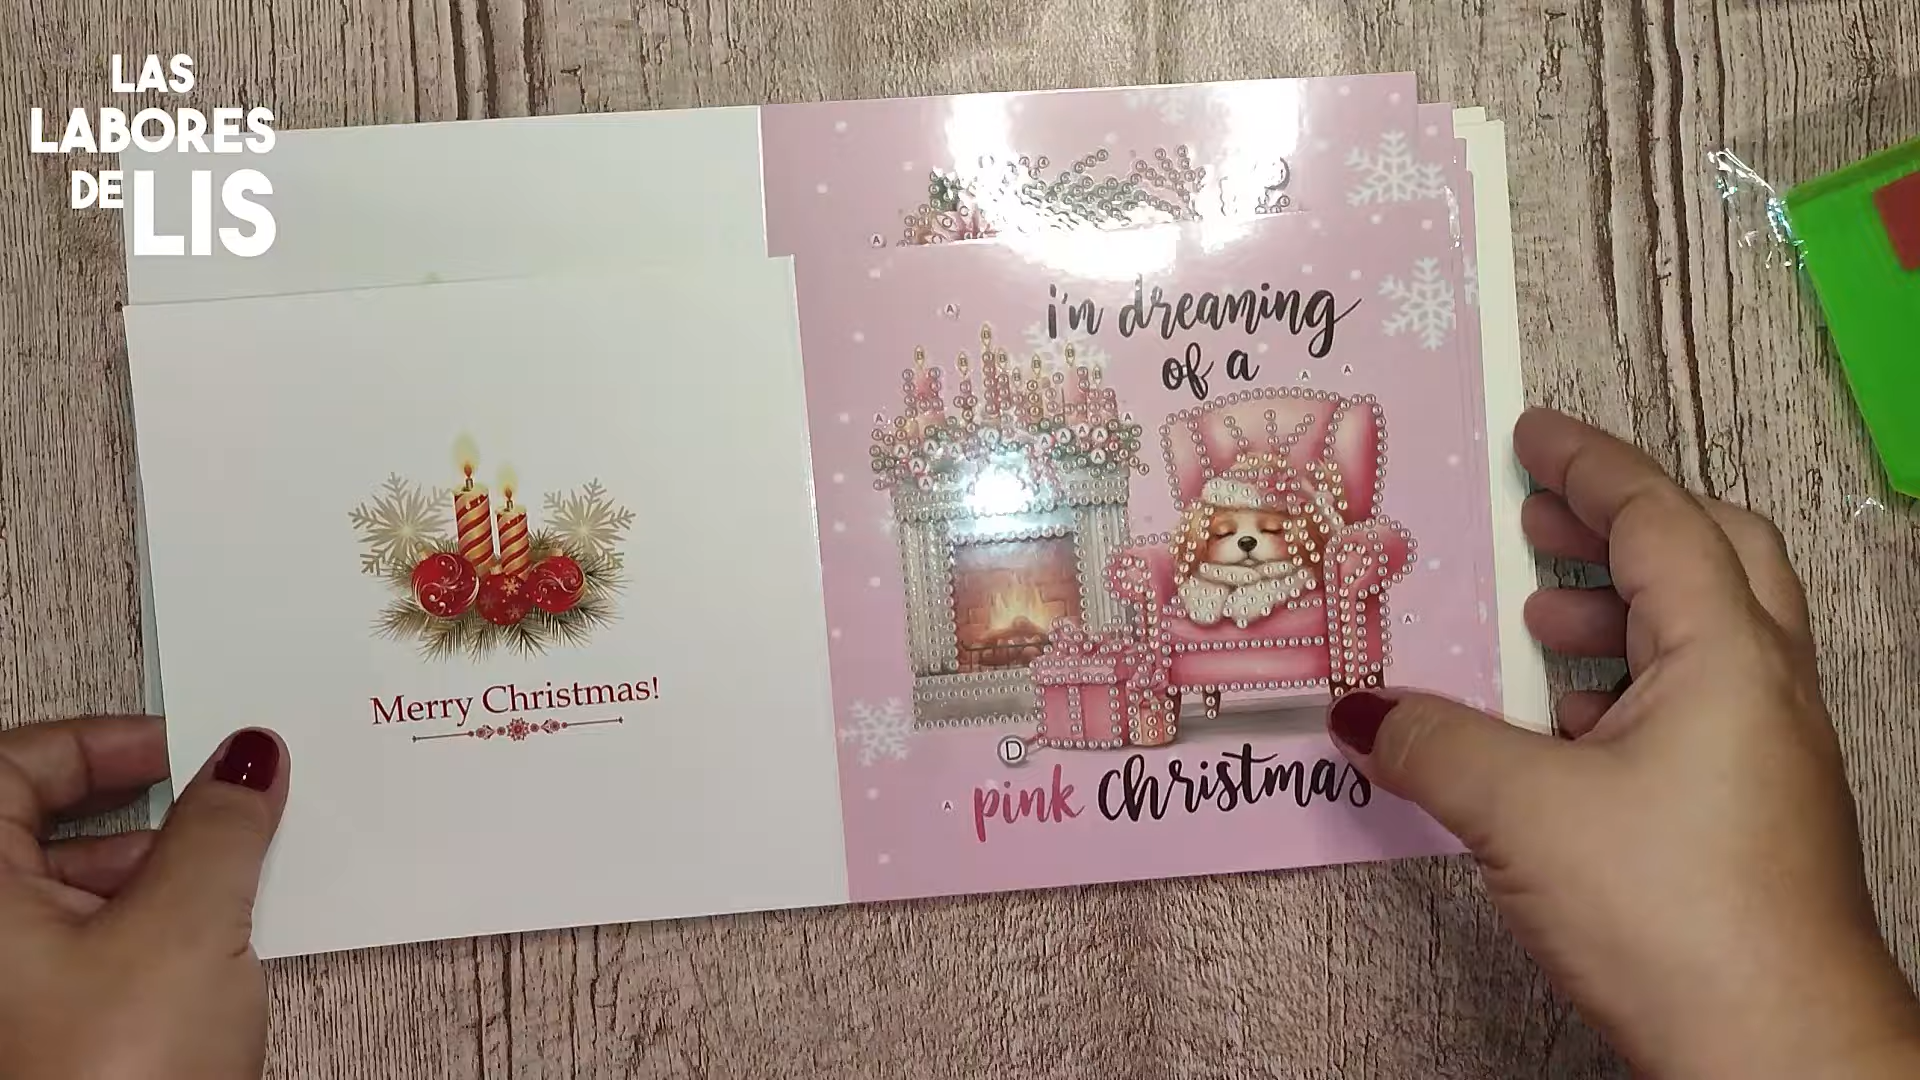 LAS
LABORES
DE LIS
i'n dreaming
of a
pink Christmas
Merry Christmas!
D